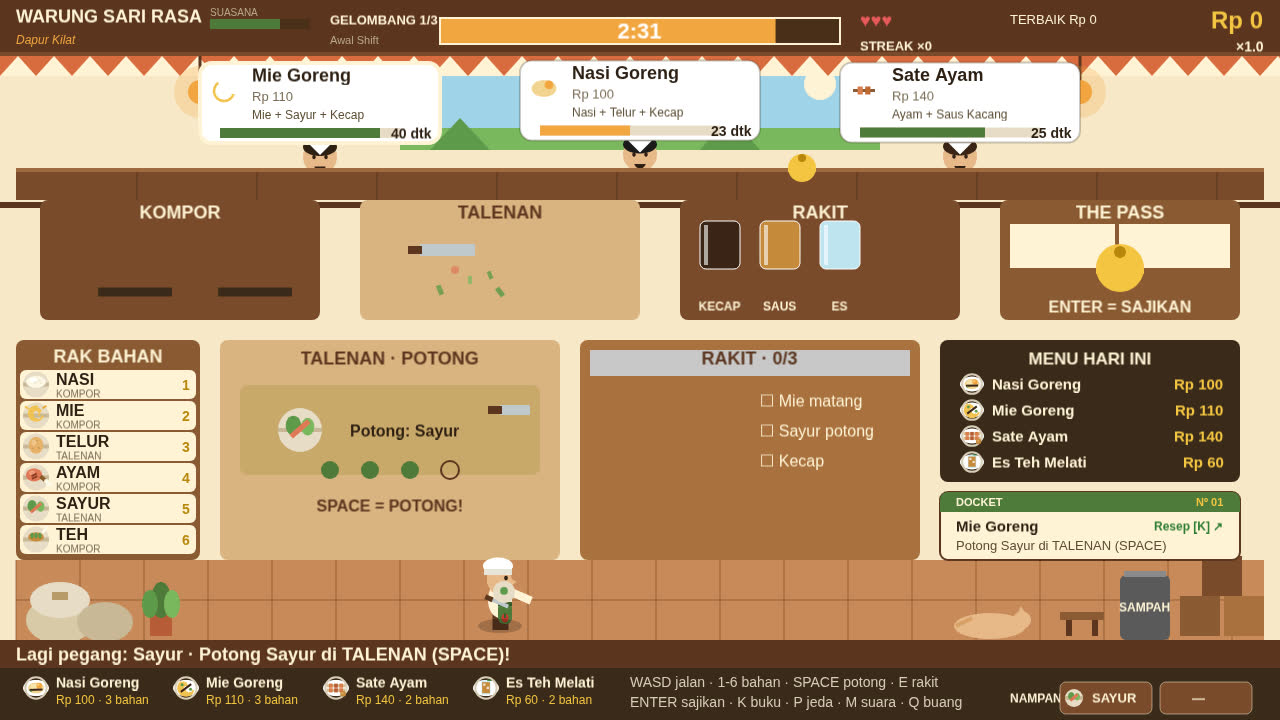 WARUNG SARI RASA
Dapur Kilat
SUASANA
GELOMBANG 1/3
Awal Shift
2:31
♥♥♥
STREAK ×0
TERBAIK Rp 0
Rp 0
×1.0
Mie Goreng
Rp 110
Mie + Sayur + Kecap
40 dtk
Nasi Goreng
Rp 100
Nasi + Telur + Kecap
23 dtk
Sate Ayam
Rp 140
Ayam + Saus Kacang
25 dtk
KOMPOR
TALENAN
RAKIT
KECAP SAUS ES
THE PASS
ENTER = SAJIKAN
RAK BAHAN
NASI 1
KOMPOR
MIE 2
KOMPOR
TELUR 3
TALENAN
AYAM 4
KOMPOR
SAYUR 5
TALENAN
TEH 6
KOMPOR
TALENAN · POTONG
Potong: Sayur
SPACE = POTONG!
RAKIT · 0/3
☐ Mie matang
☐ Sayur potong
☐ Kecap
MENU HARI INI
Nasi Goreng Rp 100
Mie Goreng Rp 110
Sate Ayam Rp 140
Es Teh Melati Rp 60
DOCKET Nº 01
Mie Goreng Resep [K] ↗
Potong Sayur di TALENAN (SPACE)
SAMPAH
Lagi pegang: Sayur · Potong Sayur di TALENAN (SPACE)!
Nasi Goreng
Rp 100 · 3 bahan
Mie Goreng
Rp 110 · 3 bahan
Sate Ayam
Rp 140 · 2 bahan
Es Teh Melati
Rp 60 · 2 bahan
WASD jalan · 1-6 bahan · SPACE potong · E rakit
ENTER sajikan · K buku · P jeda · M suara · Q buang
NAMPAN SAYUR —